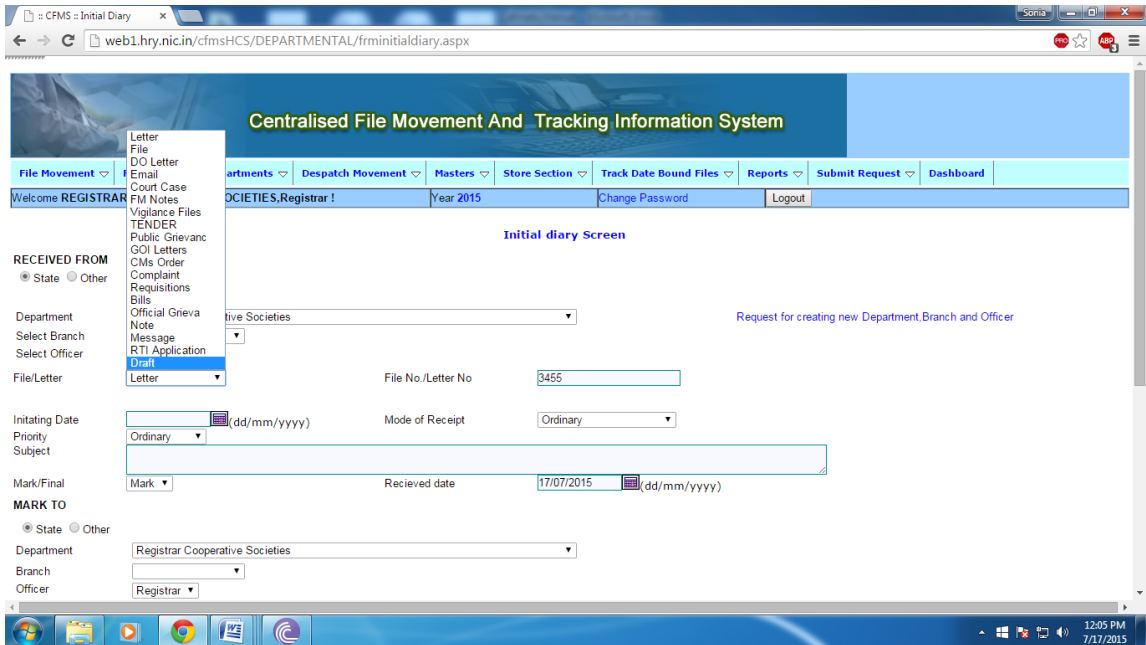 :: CFMS :: Initial Diary
Sonia
web1.hry.nic.in/cfmsHCS/DEPARTMENTAL/frminitialdiary.aspx
PRO ABP 3
Centralised File Movement And Tracking Information System
File Movement F artments Despatch Movement Masters Store Section Track Date Bound Files Reports Submit Request Dashboard
Welcome REGISTRAR OCIETIES,Registrar ! Year 2015 Change Password Logout
Letter
File
DO Letter
Email
Court Case
FM Notes
Vigilance Files
TENDER
Public Grievanc
GOI Letters
CMs Order
Complaint
Requisitions
Bills
Official Grieva
Note
Message
RTI Application
Draft
Initial diary Screen
RECEIVED FROM
State Other
Department tive Societies Request for creating new Department,Branch and Officer
Select Branch
Select Officer
File/Letter Letter File No./Letter No 3455
Initating Date (dd/mm/yyyy) Mode of Receipt Ordinary
Priority Ordinary
Subject
Mark/Final Mark Recieved date 17/07/2015 (dd/mm/yyyy)
MARK TO
State Other
Department Registrar Cooperative Societies
Branch
Officer Registrar
12:05 PM
7/17/2015